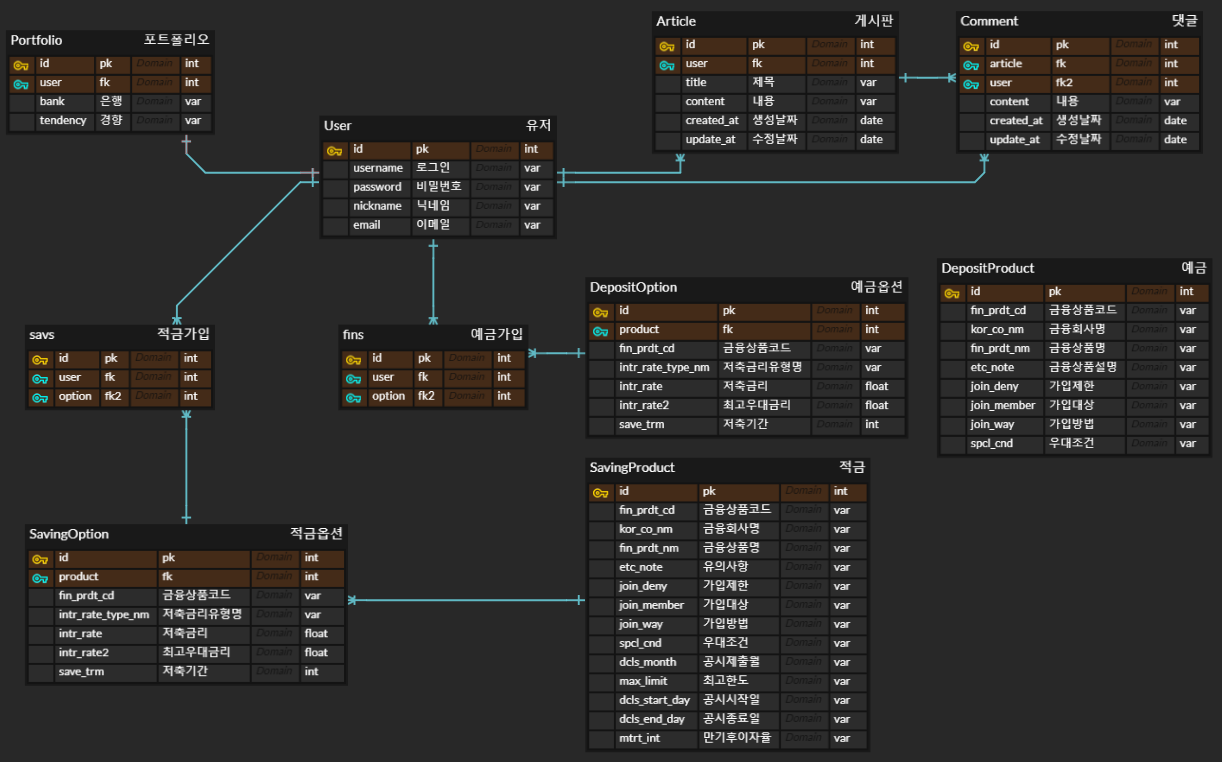 Portfolio 포트폴리오
id pk Domain int
user fk Domain int
bank 은행 Domain var
tendency 경향 Domain var
User 유저
id pk Domain int
username 로그인 Domain var
password 비밀번호 Domain var
nickname 닉네임 Domain var
email 이메일 Domain var
Article 게시판
id pk Domain int
user fk Domain int
title 제목 Domain var
content 내용 Domain var
created_at 생성날짜 Domain date
update_at 수정날짜 Domain date
Comment 댓글
id pk Domain int
article fk Domain int
user fk2 Domain int
content 내용 Domain var
created_at 생성날짜 Domain date
update_at 수정날짜 Domain date
savs 적금가입
id pk Domain int
user fk Domain int
option fk2 Domain int
fins 예금가입
id pk Domain int
user fk Domain int
option fk2 Domain int
DepositOption 예금옵션
id pk Domain int
product fk Domain int
fin_prdt_cd 금융상품코드 Domain var
intr_rate_type_nm 저축금리유형명 Domain var
intr_rate 저축금리 Domain float
intr_rate2 최고우대금리 Domain float
save_trm 저축기간 Domain int
DepositProduct 예금
id pk Domain int
fin_prdt_cd 금융상품코드 Domain var
kor_co_nm 금융회사명 Domain var
fin_prdt_nm 금융상품명 Domain var
etc_note 금융상품설명 Domain var
join_deny 가입제한 Domain var
join_member 가입대상 Domain var
join_way 가입방법 Domain var
spcl_cnd 우대조건 Domain var
SavingOption 적금옵션
id pk Domain int
product fk Domain int
fin_prdt_cd 금융상품코드 Domain var
intr_rate_type_nm 저축금리유형명 Domain var
intr_rate 저축금리 Domain float
intr_rate2 최고우대금리 Domain float
save_trm 저축기간 Domain int
SavingProduct 적금
id pk Domain int
fin_prdt_cd 금융상품코드 Domain var
kor_co_nm 금융회사명 Domain var
fin_prdt_nm 금융상품명 Domain var
etc_note 유의사항 Domain var
join_deny 가입제한 Domain var
join_member 가입대상 Domain var
join_way 가입방법 Domain var
spcl_cnd 우대조건 Domain var
dcls_month 공시제출월 Domain var
max_limit 최고한도 Domain var
dcls_start_day 공시시작일 Domain var
dcls_end_day 공시종료일 Domain var
mtrt_int 만기후이자율 Domain var